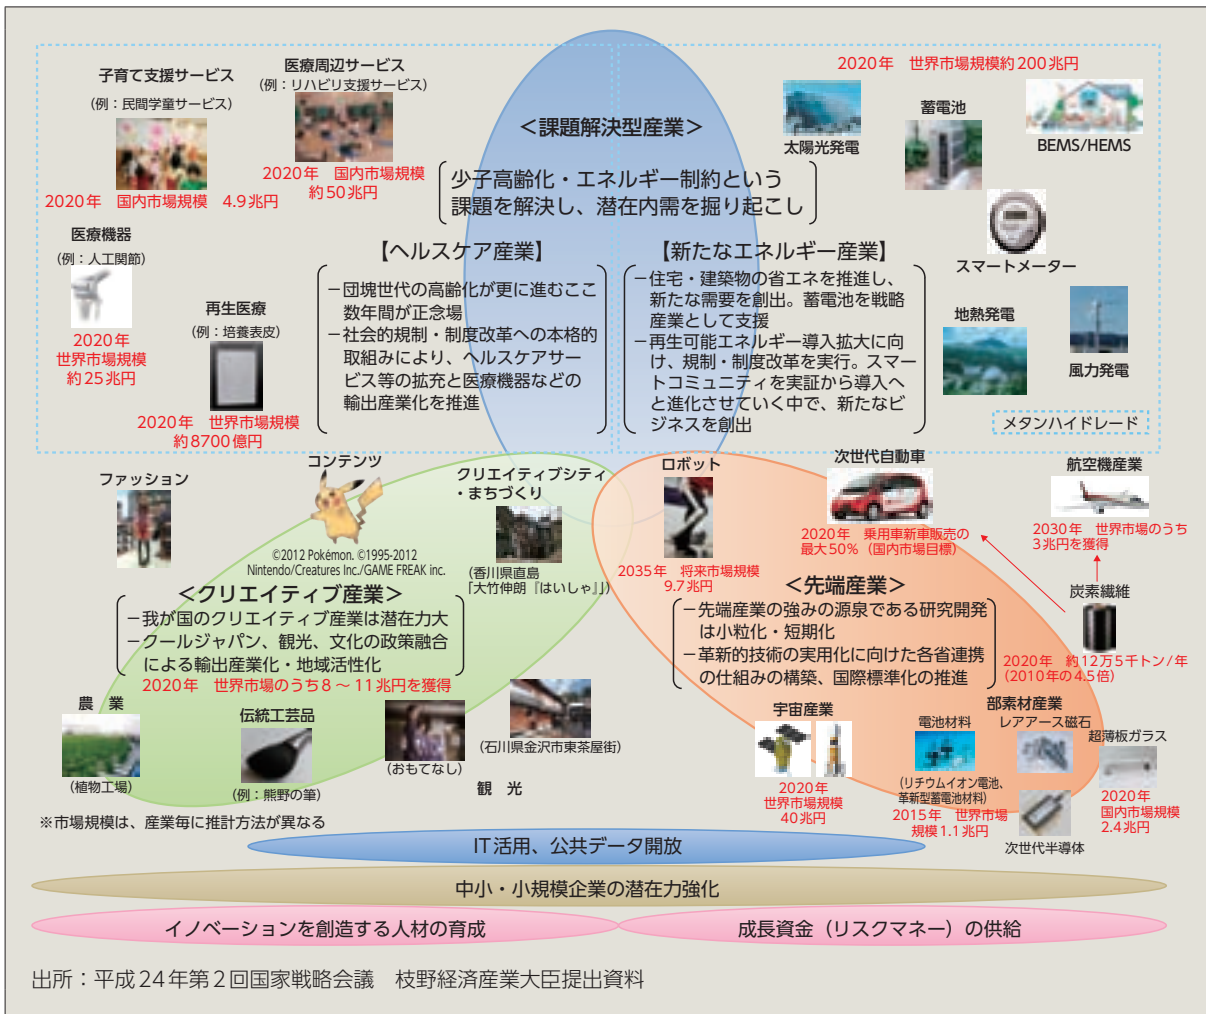 子育て支援サービス
（例：民間学童サービス）
2020年　国内市場規模　4.9兆円
医療周辺サービス
（例：リハビリ支援サービス）
2020年　国内市場規模
約50兆円
医療機器
（例：人工関節）
2020年
世界市場規模
約25兆円
再生医療
（例：培養表皮）
2020年　世界市場規模
約8700億円
＜課題解決型産業＞
少子高齢化・エネルギー制約という
課題を解決し、潜在内需を掘り起こし
【ヘルスケア産業】
－団塊世代の高齢化が更に進むここ
数年間が正念場
－社会的規制・制度改革への本格的
取組みにより、ヘルスケアサー
ビス等の拡充と医療機器などの
輸出産業化を推進
【新たなエネルギー産業】
－住宅・建築物の省エネを推進し、
新たな需要を創出。蓄電池を戦略
産業として支援
－再生可能エネルギー導入拡大に向
け、規制・制度改革を実行。スマ
ートコミュニティを実証から導入へ
と進化させていく中で、新たなビ
ジネスを創出
2020年　世界市場規模約200兆円
太陽光発電
蓄電池
BEMS/HEMS
スマートメーター
地熱発電
風力発電
メタンハイドレード
ファッション
コンテンツ
©2012 Pokémon. ©1995-2012
Nintendo/Creatures Inc./GAME FREAK inc.
クリエイティブシティ
・まちづくり
（香川県直島
「大竹伸朗『はいしゃ』」）
＜クリエイティブ産業＞
－我が国のクリエイティブ産業は潜在力大
－クールジャパン、観光、文化の政策融合
による輸出産業化・地域活性化
2020年　世界市場のうち8～11兆円を獲得
農　業
（植物工場）
伝統工芸品
（例：熊野の筆）
（おもてなし）
（石川県金沢市東茶屋街）
観　光
※市場規模は、産業毎に推計方法が異なる
ロボット
2035年　将来市場規模
9.7兆円
次世代自動車
2020年　乗用車新車販売の
最大50%（国内市場目標）
航空機産業
2030年　世界市場のうち
3兆円を獲得
炭素繊維
2020年　約12万5千トン/年
（2010年の4.5倍）
＜先端産業＞
－先端産業の強みの源泉である研究開発
は小粒化・短期化
－革新的技術の実用化に向けた各省連携
の仕組みの構築、国際標準化の推進
宇宙産業
2020年
世界市場規模
40兆円
部素材産業
電池材料
（リチウムイオン電池、
革新型蓄電池材料）
2015年　世界市場
規模1.1兆円
レアアース磁石
次世代半導体
超薄板ガラス
2020年
国内市場規模
2.4兆円
IT活用、公共データ開放
中小・小規模企業の潜在力強化
イノベーションを創造する人材の育成
成長資金（リスクマネー）の供給
出所：平成24年第2回国家戦略会議　枝野経済産業大臣提出資料